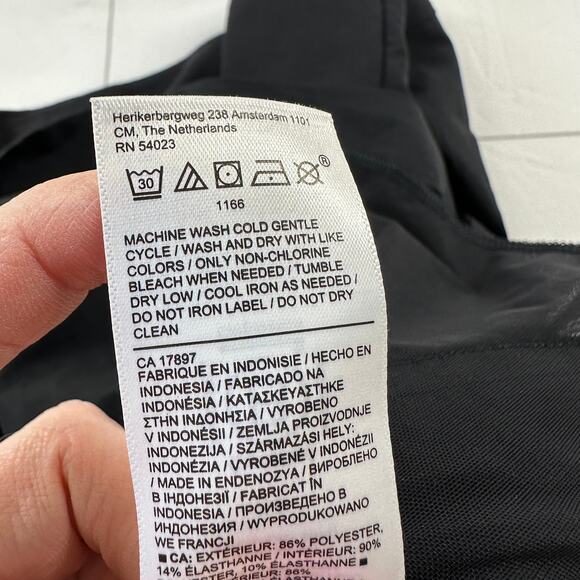 Herikerbergweg 238 Amsterdam 1101
CM, The Netherlands
RN 54023
30
®
1166
MACHINE WASH COLD GENTLE
CYCLE / WASH AND DRY WITH LIKE
COLORS / ONLY NON-CHLORINE
BLEACH WHEN NEEDED / TUMBLE
DRY LOW / COOL IRON AS NEEDED /
DO NOT IRON LABEL / DO NOT DRY
CLEAN
CA 17897
FABRIQUE EN INDONISIE / HECHO EN
INDONESIA / FABRICADO NA
INDONÉSIA / ΚΑΤΑΣΚΕΥΑΣΤΗΚΕ
ΣΤΗΝ ΙΝΔΟΝΗΣΙΑ / VYROBENO
V INDONÉSII / ZEMLJA PROIZVODNJE
INDONEZIJA / SZÁRMAZÁSI HELY:
INDONÉZIA / VYROBENÉ V INDONÉZII
/ MADE IN ENDENOZYA / ВИРОБЛЕНО
В ІНДОНЕЗІЇ / FABRICAT ÎN
INDONEZIA / ПРОИЗВЕДЕНО В
ИНДОНЕЗИЯ / WYPRODUKOWANO
WE FRANCJI
■ CA: EXTÉRIEUR: 86% POLYESTER,
14% ÉLASTHANNE / INTÉRIEUR: 90%